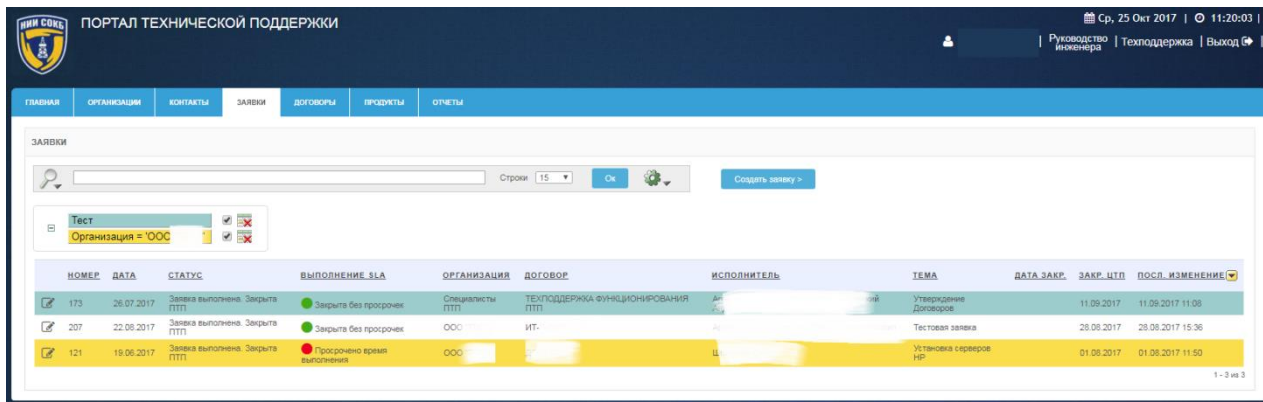 НИИ СОКБ
ПОРТАЛ ТЕХНИЧЕСКОЙ ПОДДЕРЖКИ
Ср, 25 Окт 2017 | 11:20:03 |
| Руководство инженера | Техподдержка | Выход |
ГЛАВНАЯ ОРГАНИЗАЦИИ КОНТАКТЫ ЗАЯВКИ ДОГОВОРЫ ПРОДУКТЫ ОТЧЕТЫ
ЗАЯВКИ
Строки 15 Ок Создать заявку >
Тест
Организация = 'ООО '
НОМЕР ДАТА СТАТУС ВЫПОЛНЕНИЕ SLA ОРГАНИЗАЦИЯ ДОГОВОР ИСПОЛНИТЕЛЬ ТЕМА ДАТА ЗАКР. ЗАКР. ЦТП ПОСЛ. ИЗМЕНЕНИЕ
173 26.07.2017 Заявка выполнена. Закрыта ПТП Закрыта без просрочек Специалисты ПТП ТЕХПОДДЕРЖКА ФУНКЦИОНИРОВАНИЯ ПТП Утверждение Договоров 11.09.2017 11.09.2017 11:08
207 22.08.2017 Заявка выполнена. Закрыта ПТП Закрыта без просрочек ООО ИТ- Тестовая заявка 28.08.2017 28.08.2017 15:36
121 19.06.2017 Заявка выполнена. Закрыта ПТП Просрочено время выполнения ООО Установка серверов HP 01.08.2017 01.08.2017 11:50
1 - 3 из 3